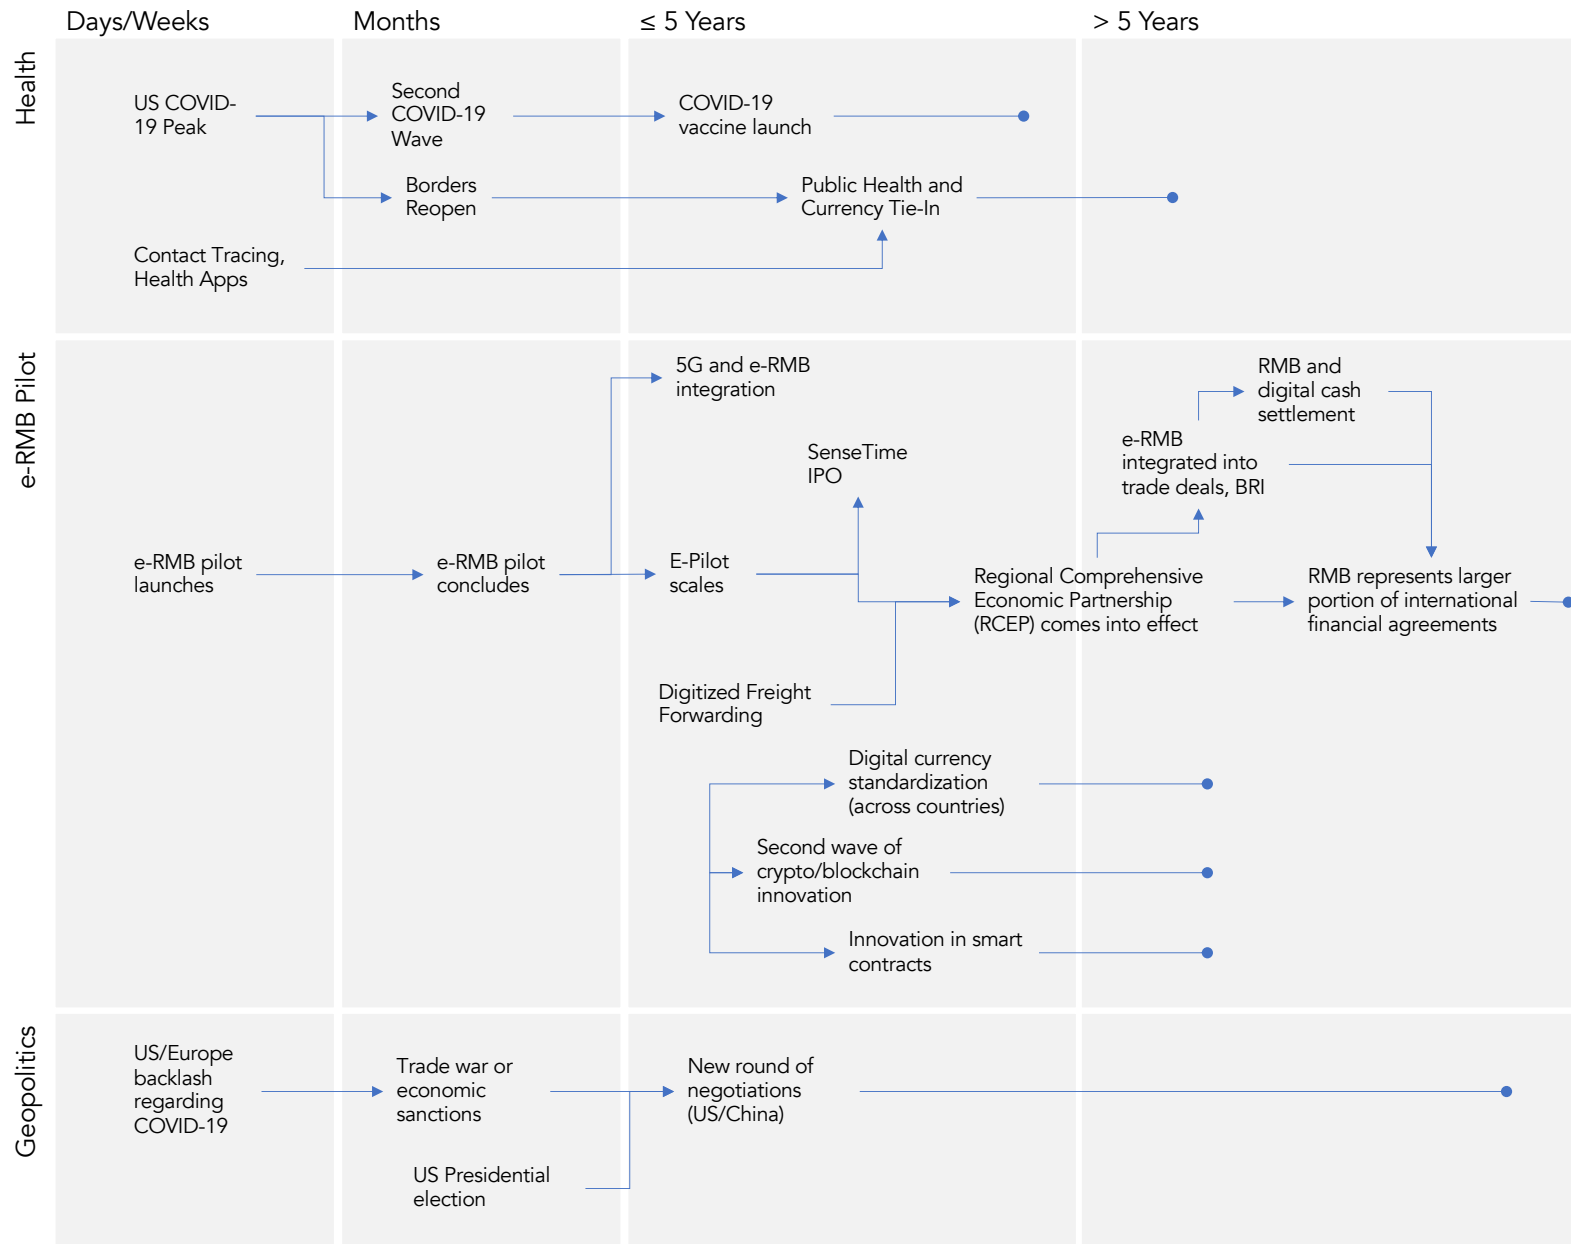 Days/Weeks
Months
≤ 5 Years
> 5 Years
Health
US COVID-
19 Peak
Second
COVID-19
Wave
COVID-19
vaccine launch
Borders
Reopen
Public Health and
Currency Tie-In
Contact Tracing,
Health Apps
e-RMB Pilot
5G and e-RMB
integration
RMB and
digital cash
settlement
SenseTime
IPO
e-RMB
integrated into
trade deals, BRI
e-RMB pilot
launches
e-RMB pilot
concludes
E-Pilot
scales
Regional Comprehensive
Economic Partnership
(RCEP) comes into effect
RMB represents larger
portion of international
financial agreements
Digitized Freight
Forwarding
Digital currency
standardization
(across countries)
Second wave of
crypto/blockchain
innovation
Innovation in smart
contracts
Geopolitics
US/Europe
backlash
regarding
COVID-19
Trade war or
economic
sanctions
New round of
negotiations
(US/China)
US Presidential
election